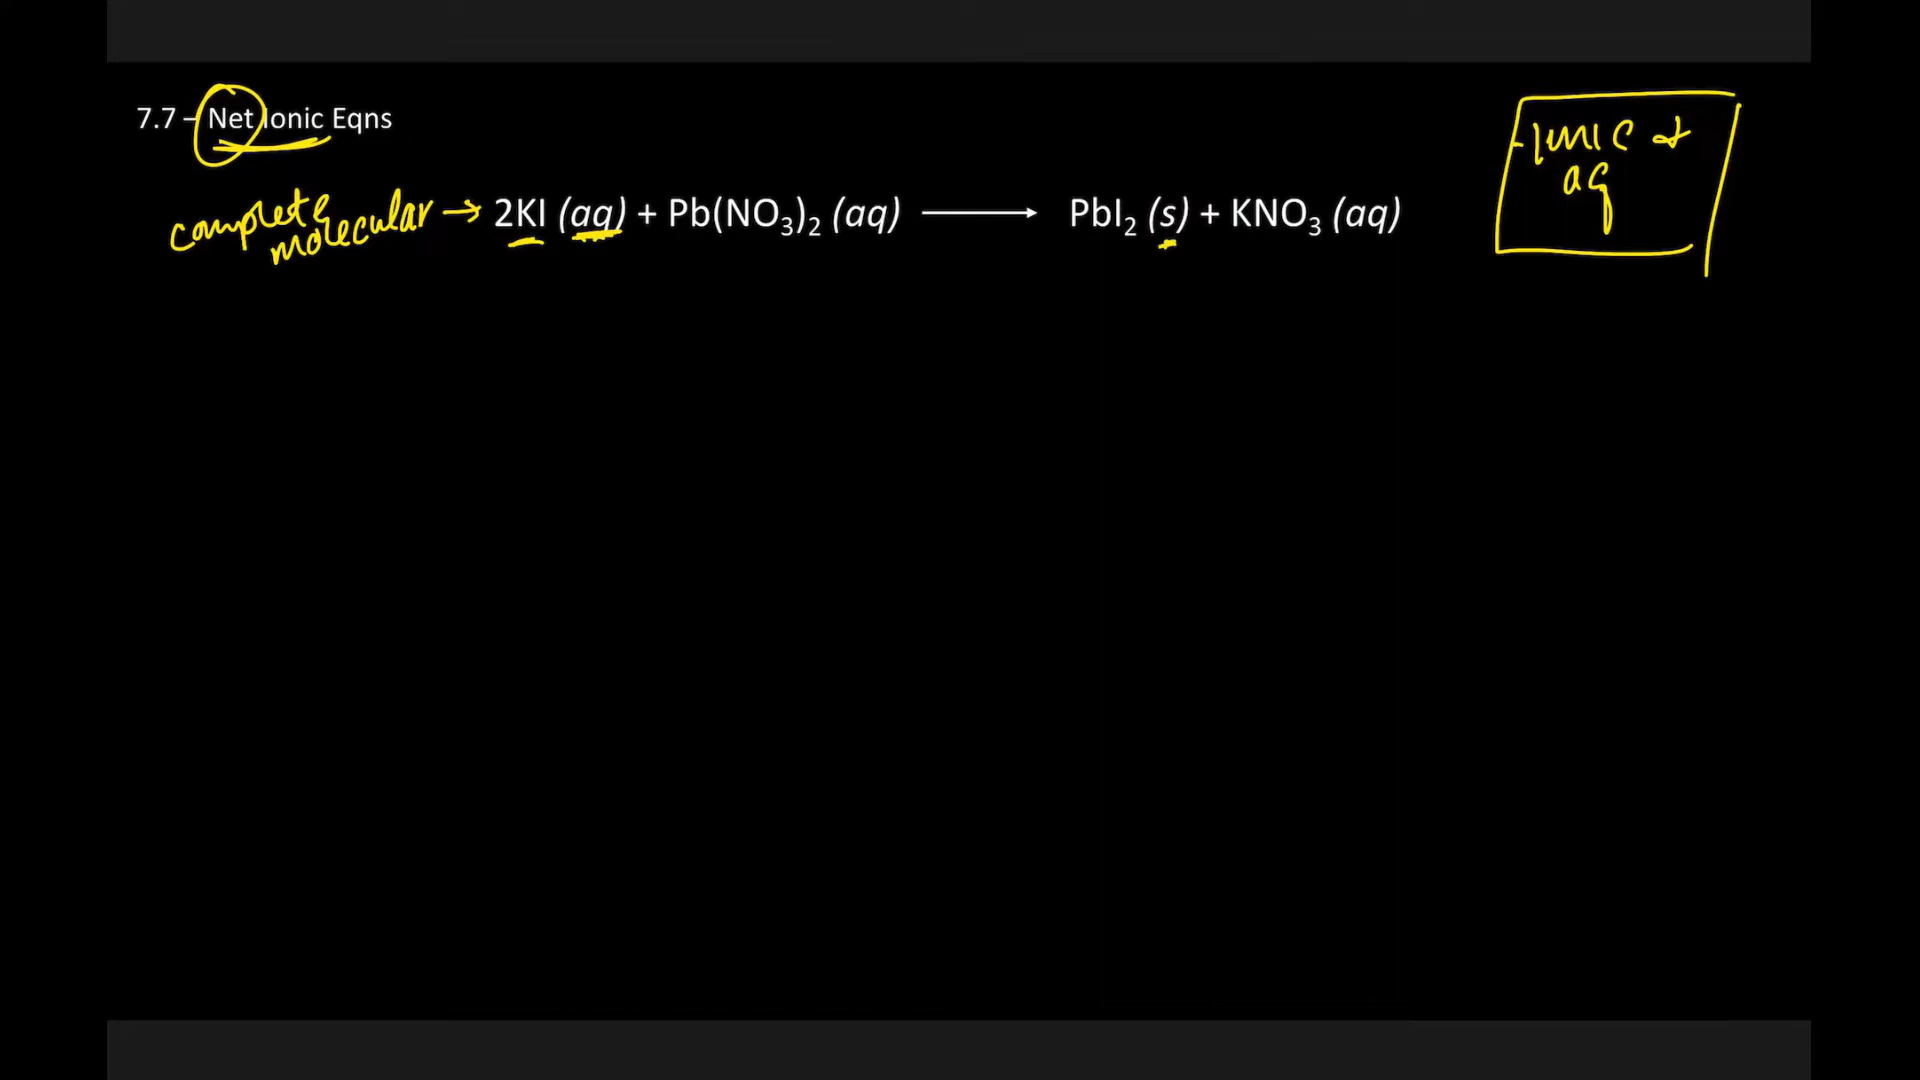 7.7 – Net Ionic Eqns
complete
molecular → 2KI (aq) + Pb(NO₃)₂ (aq) ⟶ PbI₂ (s) + KNO₃ (aq)
- Ionic +
aq